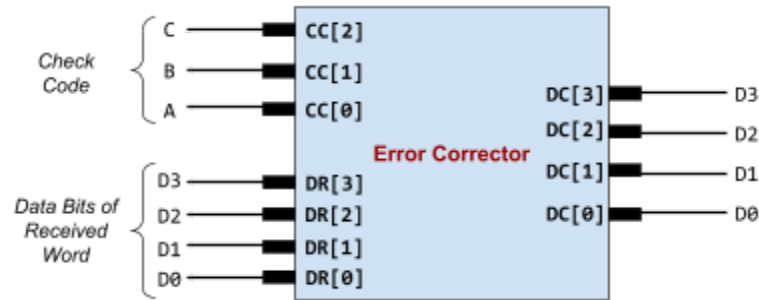 Check
Code
C
B
A
CC[2]
CC[1]
CC[0]
Data Bits of
Received
Word
D3
D2
D1
D0
DR[3]
DR[2]
DR[1]
DR[0]
Error Corrector
DC[3]
DC[2]
DC[1]
DC[0]
D3
D2
D1
D0